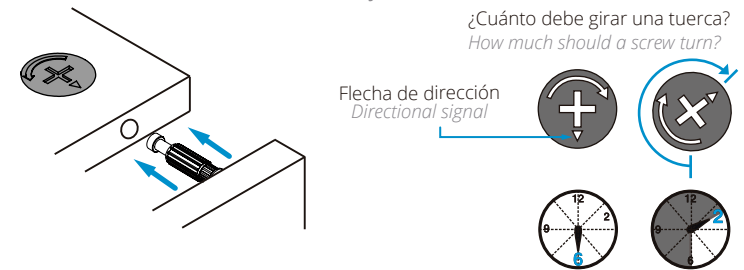 ¿Cuánto debe girar una tuerca?
How much should a screw turn?
Flecha de dirección
Directional signal
12
2
9
6
12
2
9
6